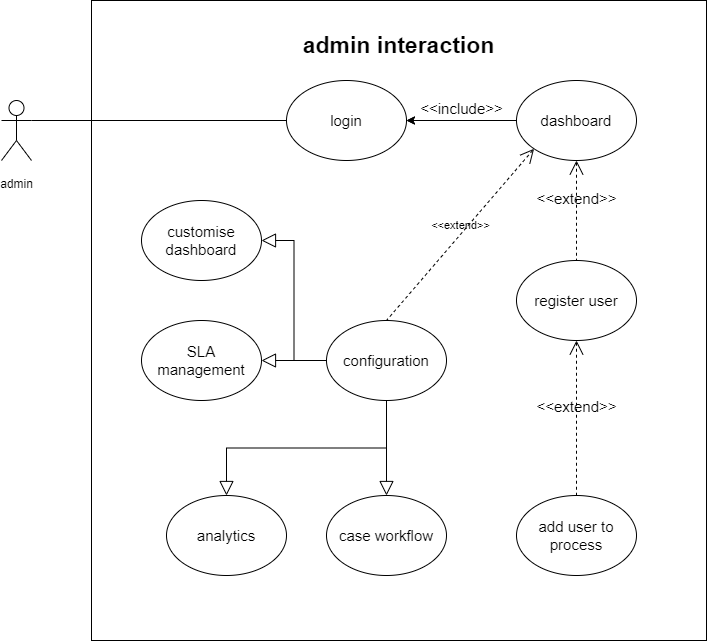 admin interaction
login
<<include>>
dashboard
admin
customise
dashboard
<<extend>>
<<extend>>
register user
SLA
management
configuration
<<extend>>
analytics
case workflow
add user to
process